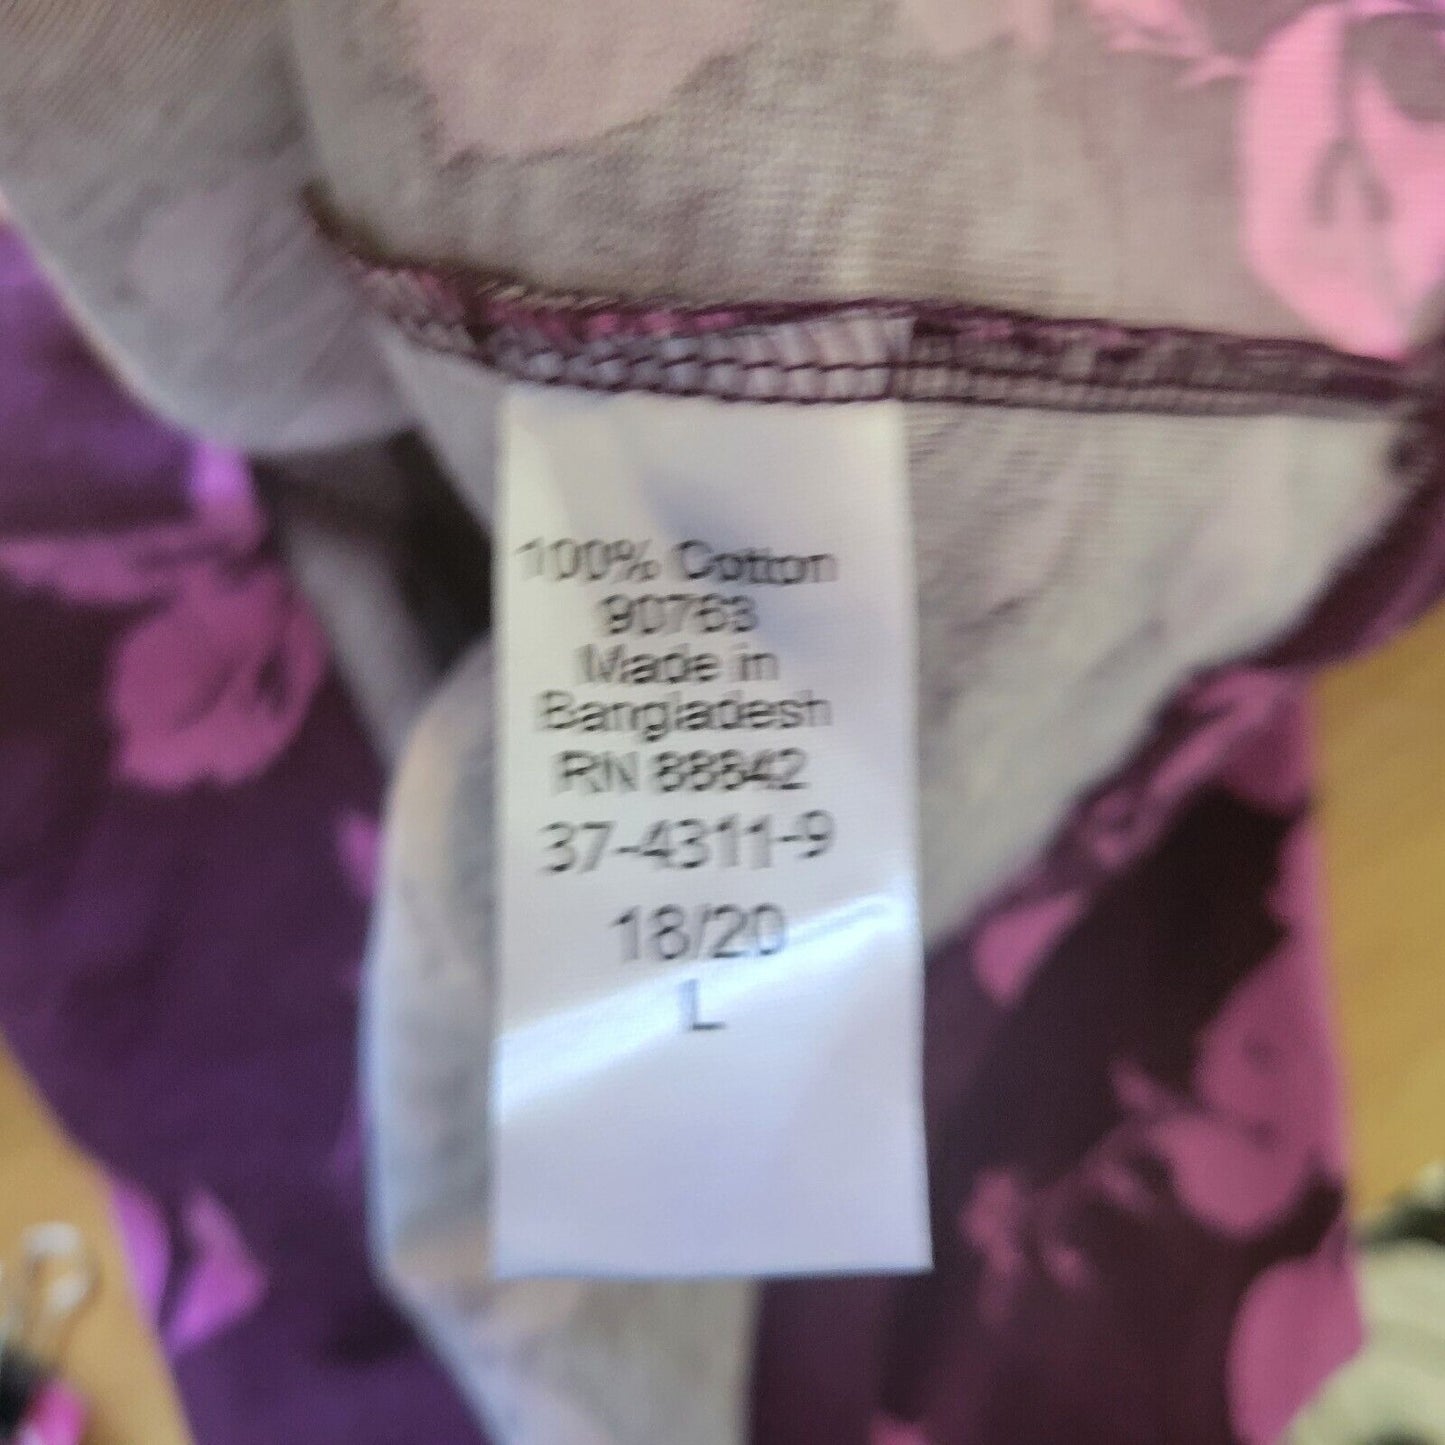 100% Cotton
90763
Made in
Bangladesh
RN 88842
37-4311-9
18/20
L